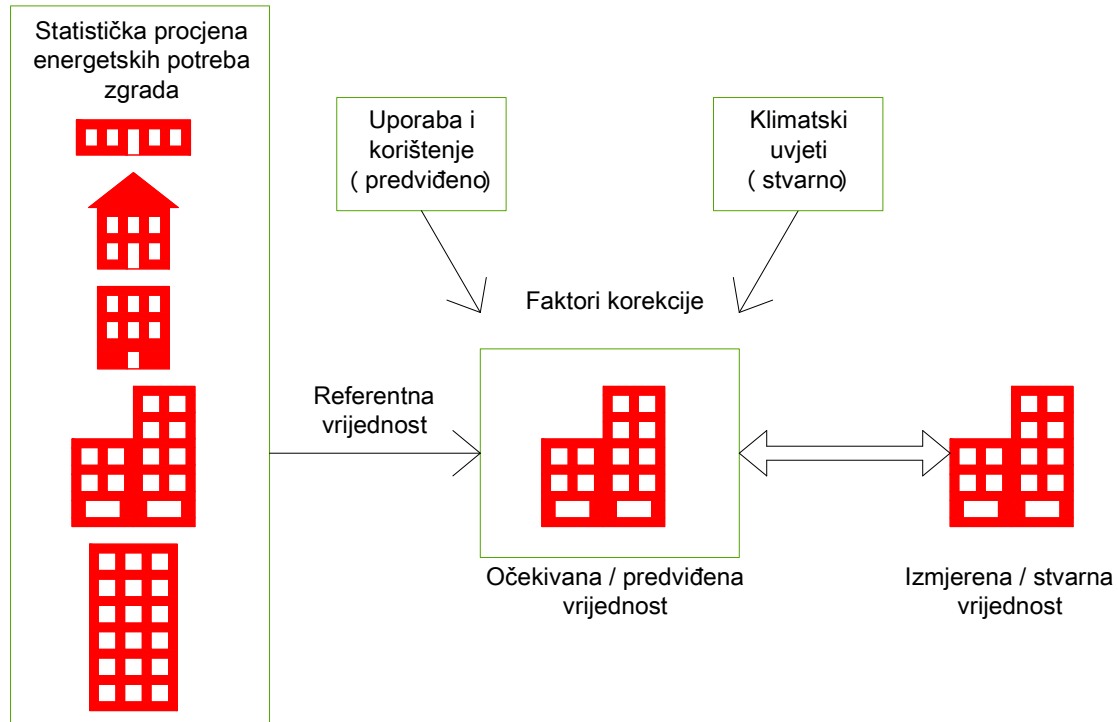 Statistička procjena
energetskih potreba
zgrada
Uporaba i
korištenje
( predviđeno)
Klimatski
uvjeti
( stvarno)
Faktori korekcije
Referentna
vrijednost
Očekivana / predviđena
vrijednost
Izmjerena / stvarna
vrijednost